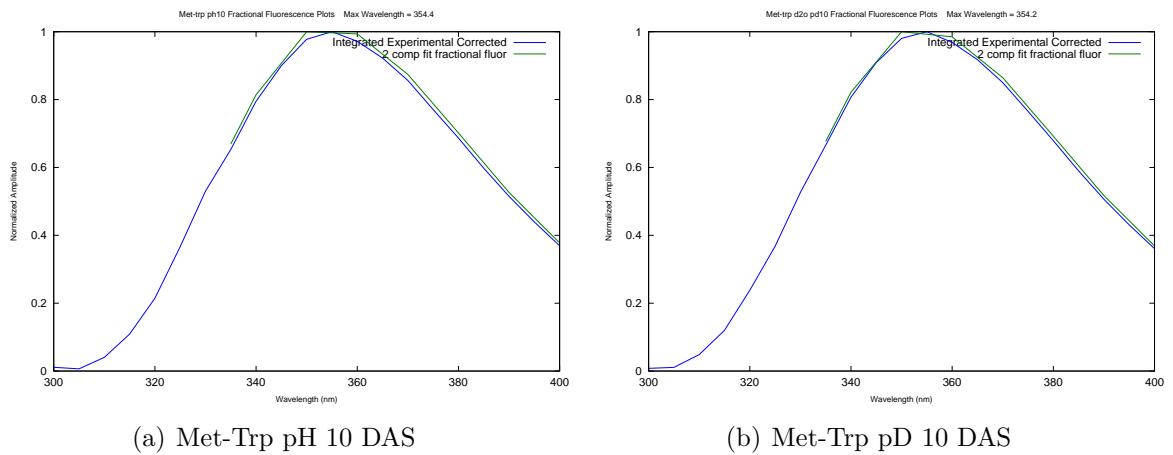 Met-trp ph10 Fractional Fluorescence Plots Max Wavelength = 354.4
Normalized Amplitude
1
0.8
0.6
0.4
0.2
0
Integrated Experimental Corrected
2 comp fit fractional fluor
300
320
340
360
380
400
Wavelength (nm)
(a) Met-Trp pH 10 DAS
Met-trp d2o pd10 Fractional Fluorescence Plots Max Wavelength = 354.2
Normalized Amplitude
1
0.8
0.6
0.4
0.2
0
Integrated Experimental Corrected
2 comp fit fractional fluor
300
320
340
360
380
400
Wavelength (nm)
(b) Met-Trp pD 10 DAS